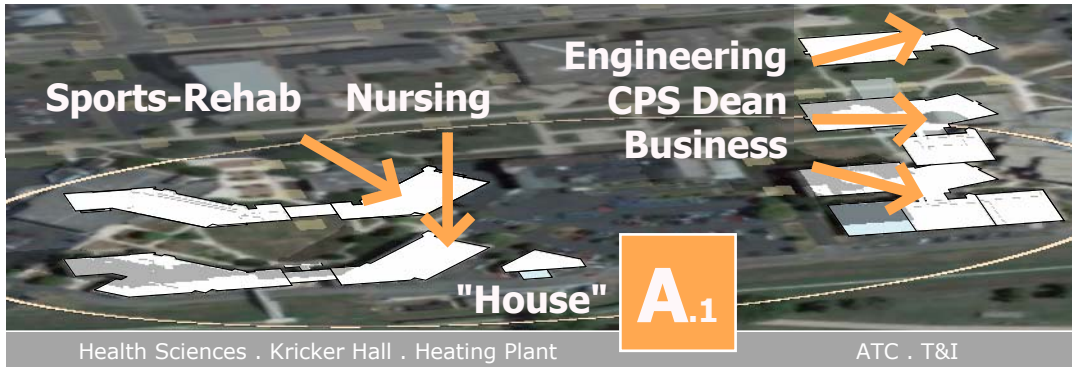 Engineering
Sports-Rehab Nursing CPS Dean
Business
"House"
A.1
Health Sciences . Kricker Hall . Heating Plant
ATC . T&I